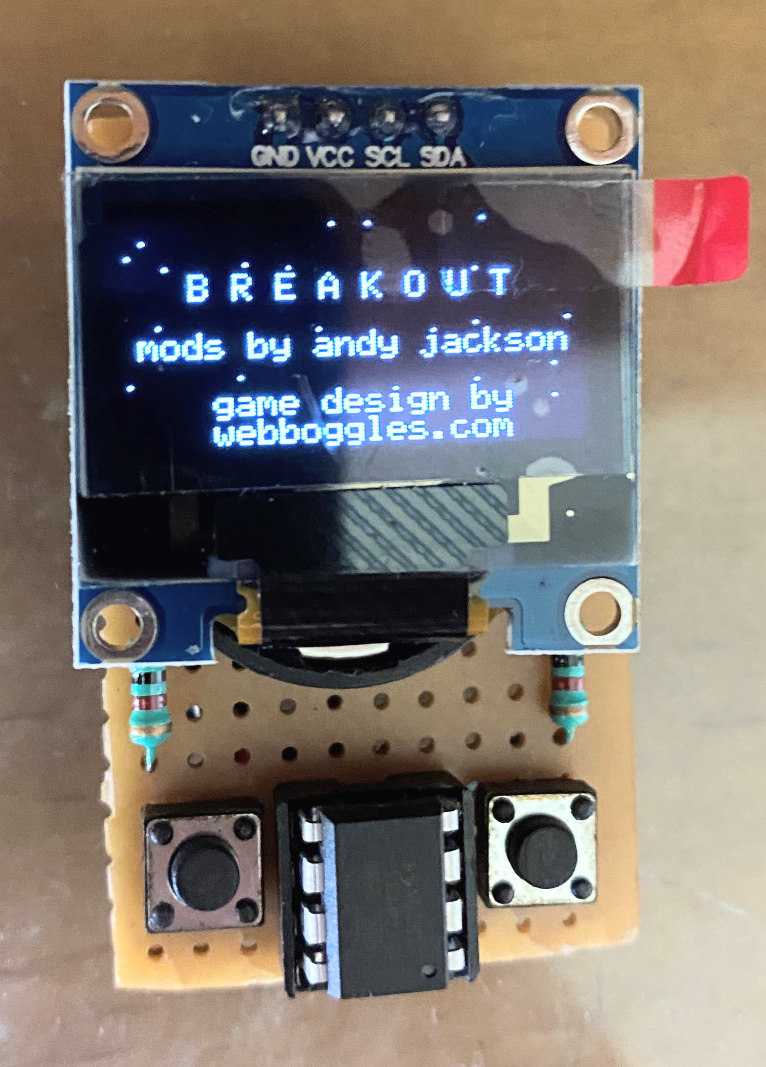 GND VCC SCL SDA
B R E A K O U T
mods by andy jackson
game design by
webboggles.com